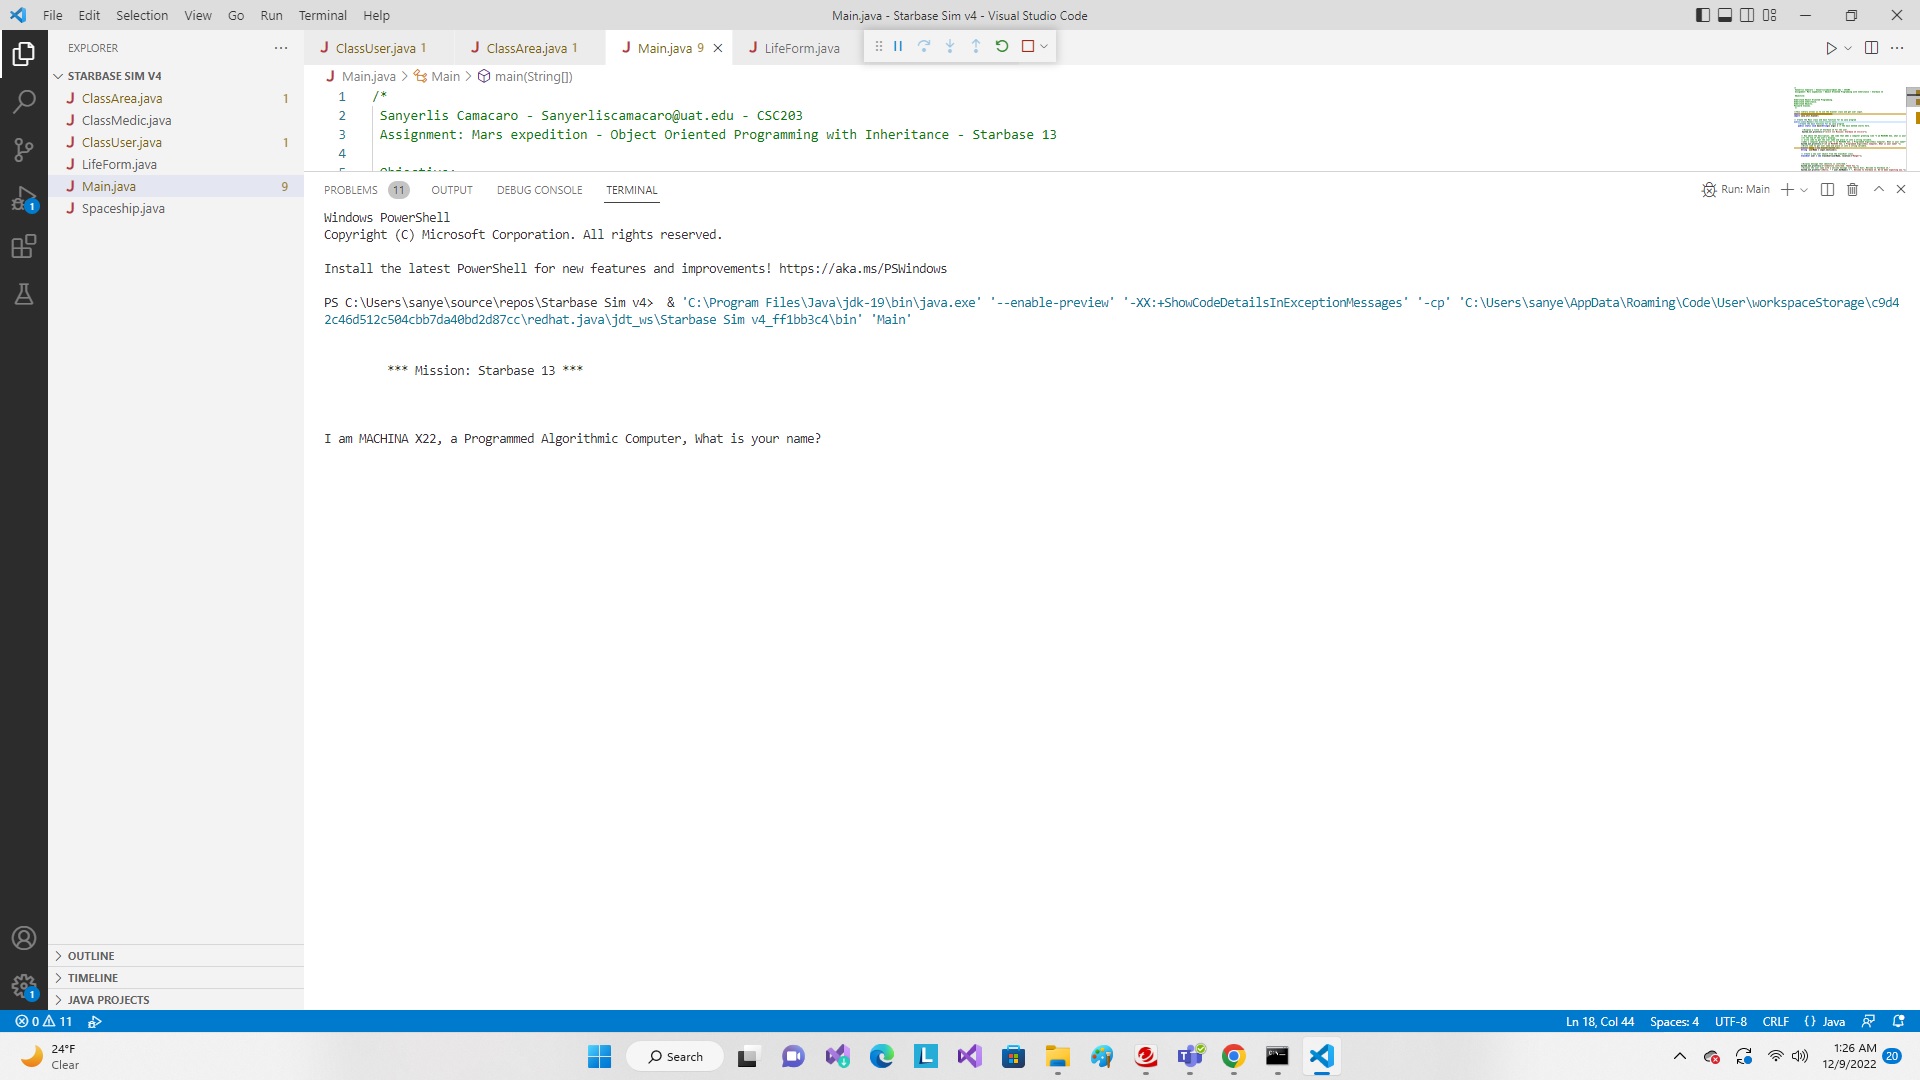 File Edit Selection View Go Run Terminal Help
Main.java - Starbase Sim v4 - Visual Studio Code
EXPLORER
STARBASE SIM V4
ClassArea.java 1
ClassMedic.java
ClassUser.java 1
LifeForm.java
Main.java 9
Spaceship.java
OUTLINE
TIMELINE
JAVA PROJECTS
ClassUser.java 1
ClassArea.java 1
Main.java 9
LifeForm.java
Main.java > Main > main(String[])
1 /*
2 Sanyerlis Camacaro - Sanyerliscamacaro@uat.edu - CSC203
3 Assignment: Mars expedition - Object Oriented Programming with Inheritance - Starbase 13
4
PROBLEMS 11 OUTPUT DEBUG CONSOLE TERMINAL
Run: Main
Windows PowerShell
Copyright (C) Microsoft Corporation. All rights reserved.
Install the latest PowerShell for new features and improvements! https://aka.ms/PSWindows
PS C:\Users\sanye\source\repos\Starbase Sim v4>  & 'C:\Program Files\Java\jdk-19\bin\java.exe' '--enable-preview' '-XX:+ShowCodeDetailsInExceptionMessages' '-cp' 'C:\Users\sanye\AppData\Roaming\Code\User\workspaceStorage\c9d4
2c46d512c504cbb7da40bd2d87cc\redhat.java\jdt_ws\Starbase Sim v4_ff1bb3c4\bin' 'Main'
*** Mission: Starbase 13 ***
I am MACHINA X22, a Programmed Algorithmic Computer, What is your name?
1
1
0 11
Ln 18, Col 44 Spaces: 4 UTF-8 CRLF {} Java
24°F
Clear
Search
1:26 AM
12/9/2022
20